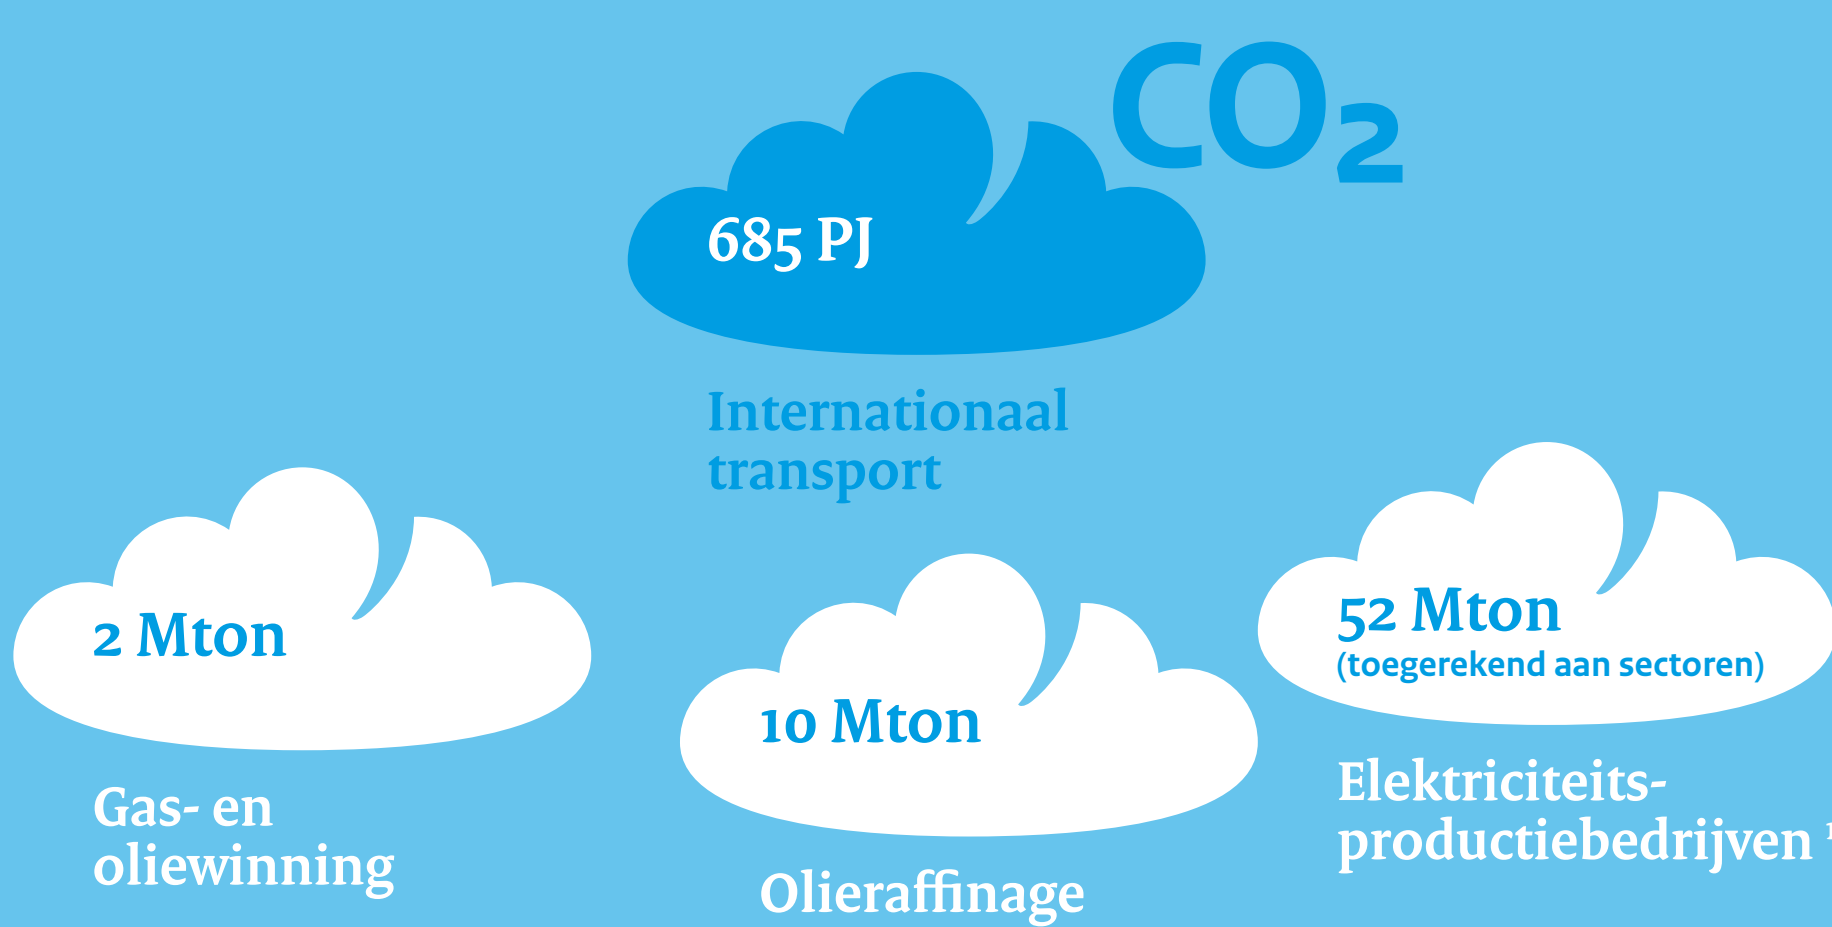 CO₂
685 PJ
Internationaal
transport
2 Mton
Gas- en
oliewinning
10 Mton
Olieraffinage
52 Mton
(toegerekend aan sectoren)
Elektriciteits-
productiebedrijven